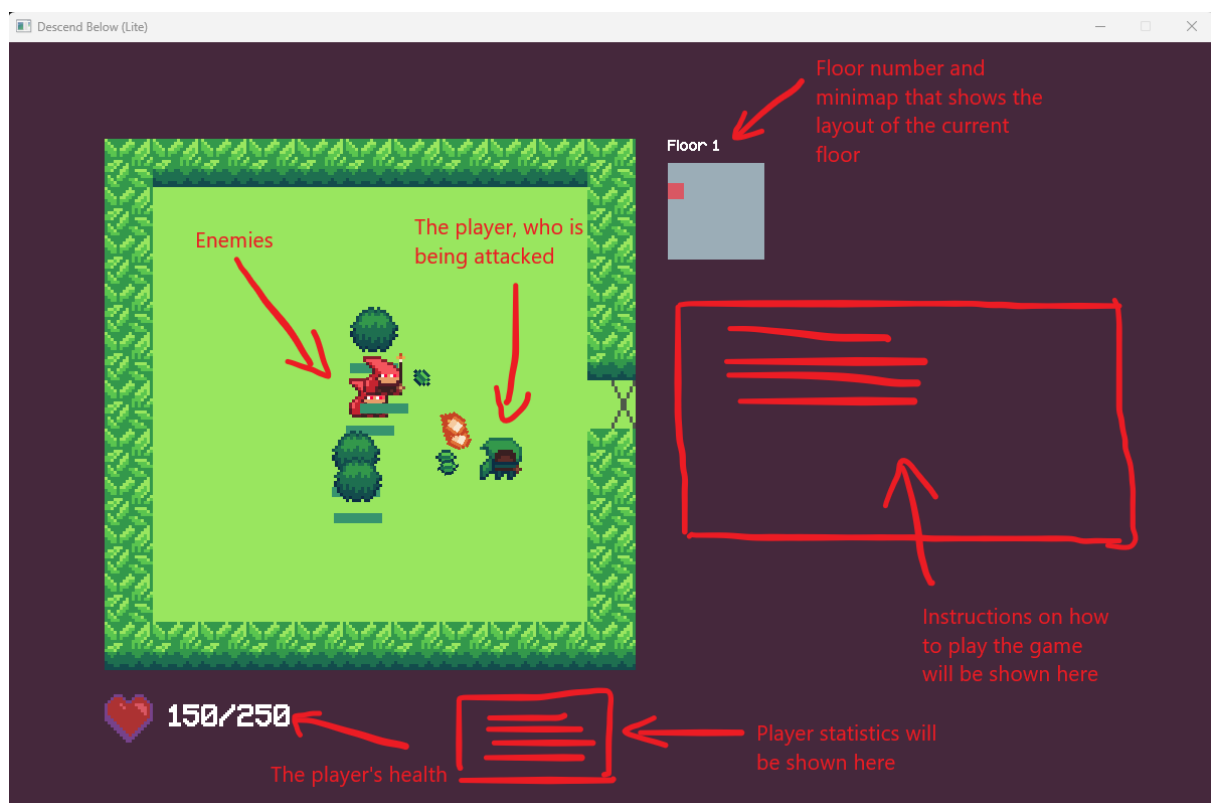 Descend Below (Lite)
Floor number and
minimap that shows the
layout of the current
floor
Floor 1
Enemies
The player, who is
being attacked
Instructions on how
to play the game
will be shown here
150/250
The player's health
Player statistics will
be shown here